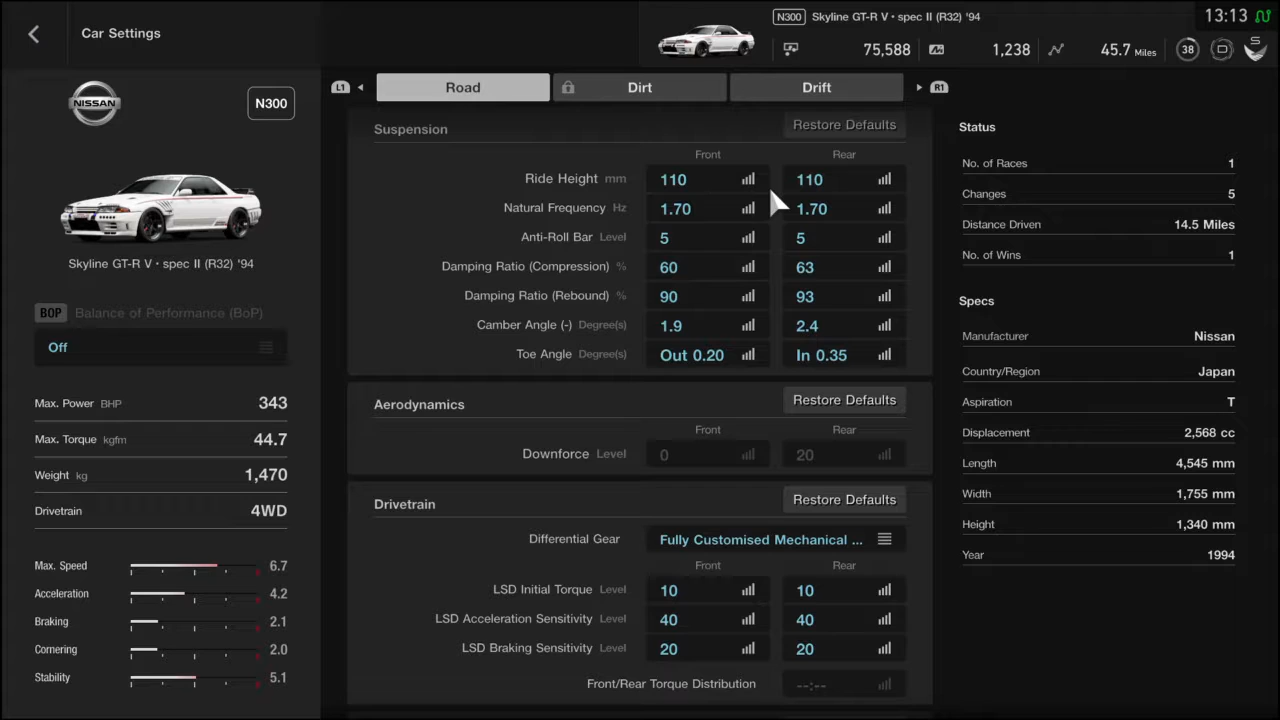 Car Settings
N300 Skyline GT-R V • spec II (R32) '94
13:13
75,588 1,238 45.7 Miles 38 D S
NISSAN
N300
Skyline GT-R V • spec II (R32) '94
BOP Balance of Performance (BoP)
Off
Max. Power BHP 343
Max. Torque kgfm 44.7
Weight kg 1,470
Drivetrain 4WD
Max. Speed 6.7
Acceleration 4.2
Braking 2.1
Cornering 2.0
Stability 5.1
L1 Road Dirt Drift R1
Suspension Restore Defaults
Front Rear
Ride Height mm 110 110
Natural Frequency Hz 1.70 1.70
Anti-Roll Bar Level 5 5
Damping Ratio (Compression) % 60 63
Damping Ratio (Rebound) % 90 93
Camber Angle (-) Degree(s) 1.9 2.4
Toe Angle Degree(s) Out 0.20 In 0.35
Aerodynamics Restore Defaults
Front Rear
Downforce Level 0 20
Drivetrain Restore Defaults
Differential Gear Fully Customised Mechanical ...
Front Rear
LSD Initial Torque Level 10 10
LSD Acceleration Sensitivity Level 40 40
LSD Braking Sensitivity Level 20 20
Front/Rear Torque Distribution --:--
Status
No. of Races 1
Changes 5
Distance Driven 14.5 Miles
No. of Wins 1
Specs
Manufacturer Nissan
Country/Region Japan
Aspiration T
Displacement 2,568 cc
Length 4,545 mm
Width 1,755 mm
Height 1,340 mm
Year 1994